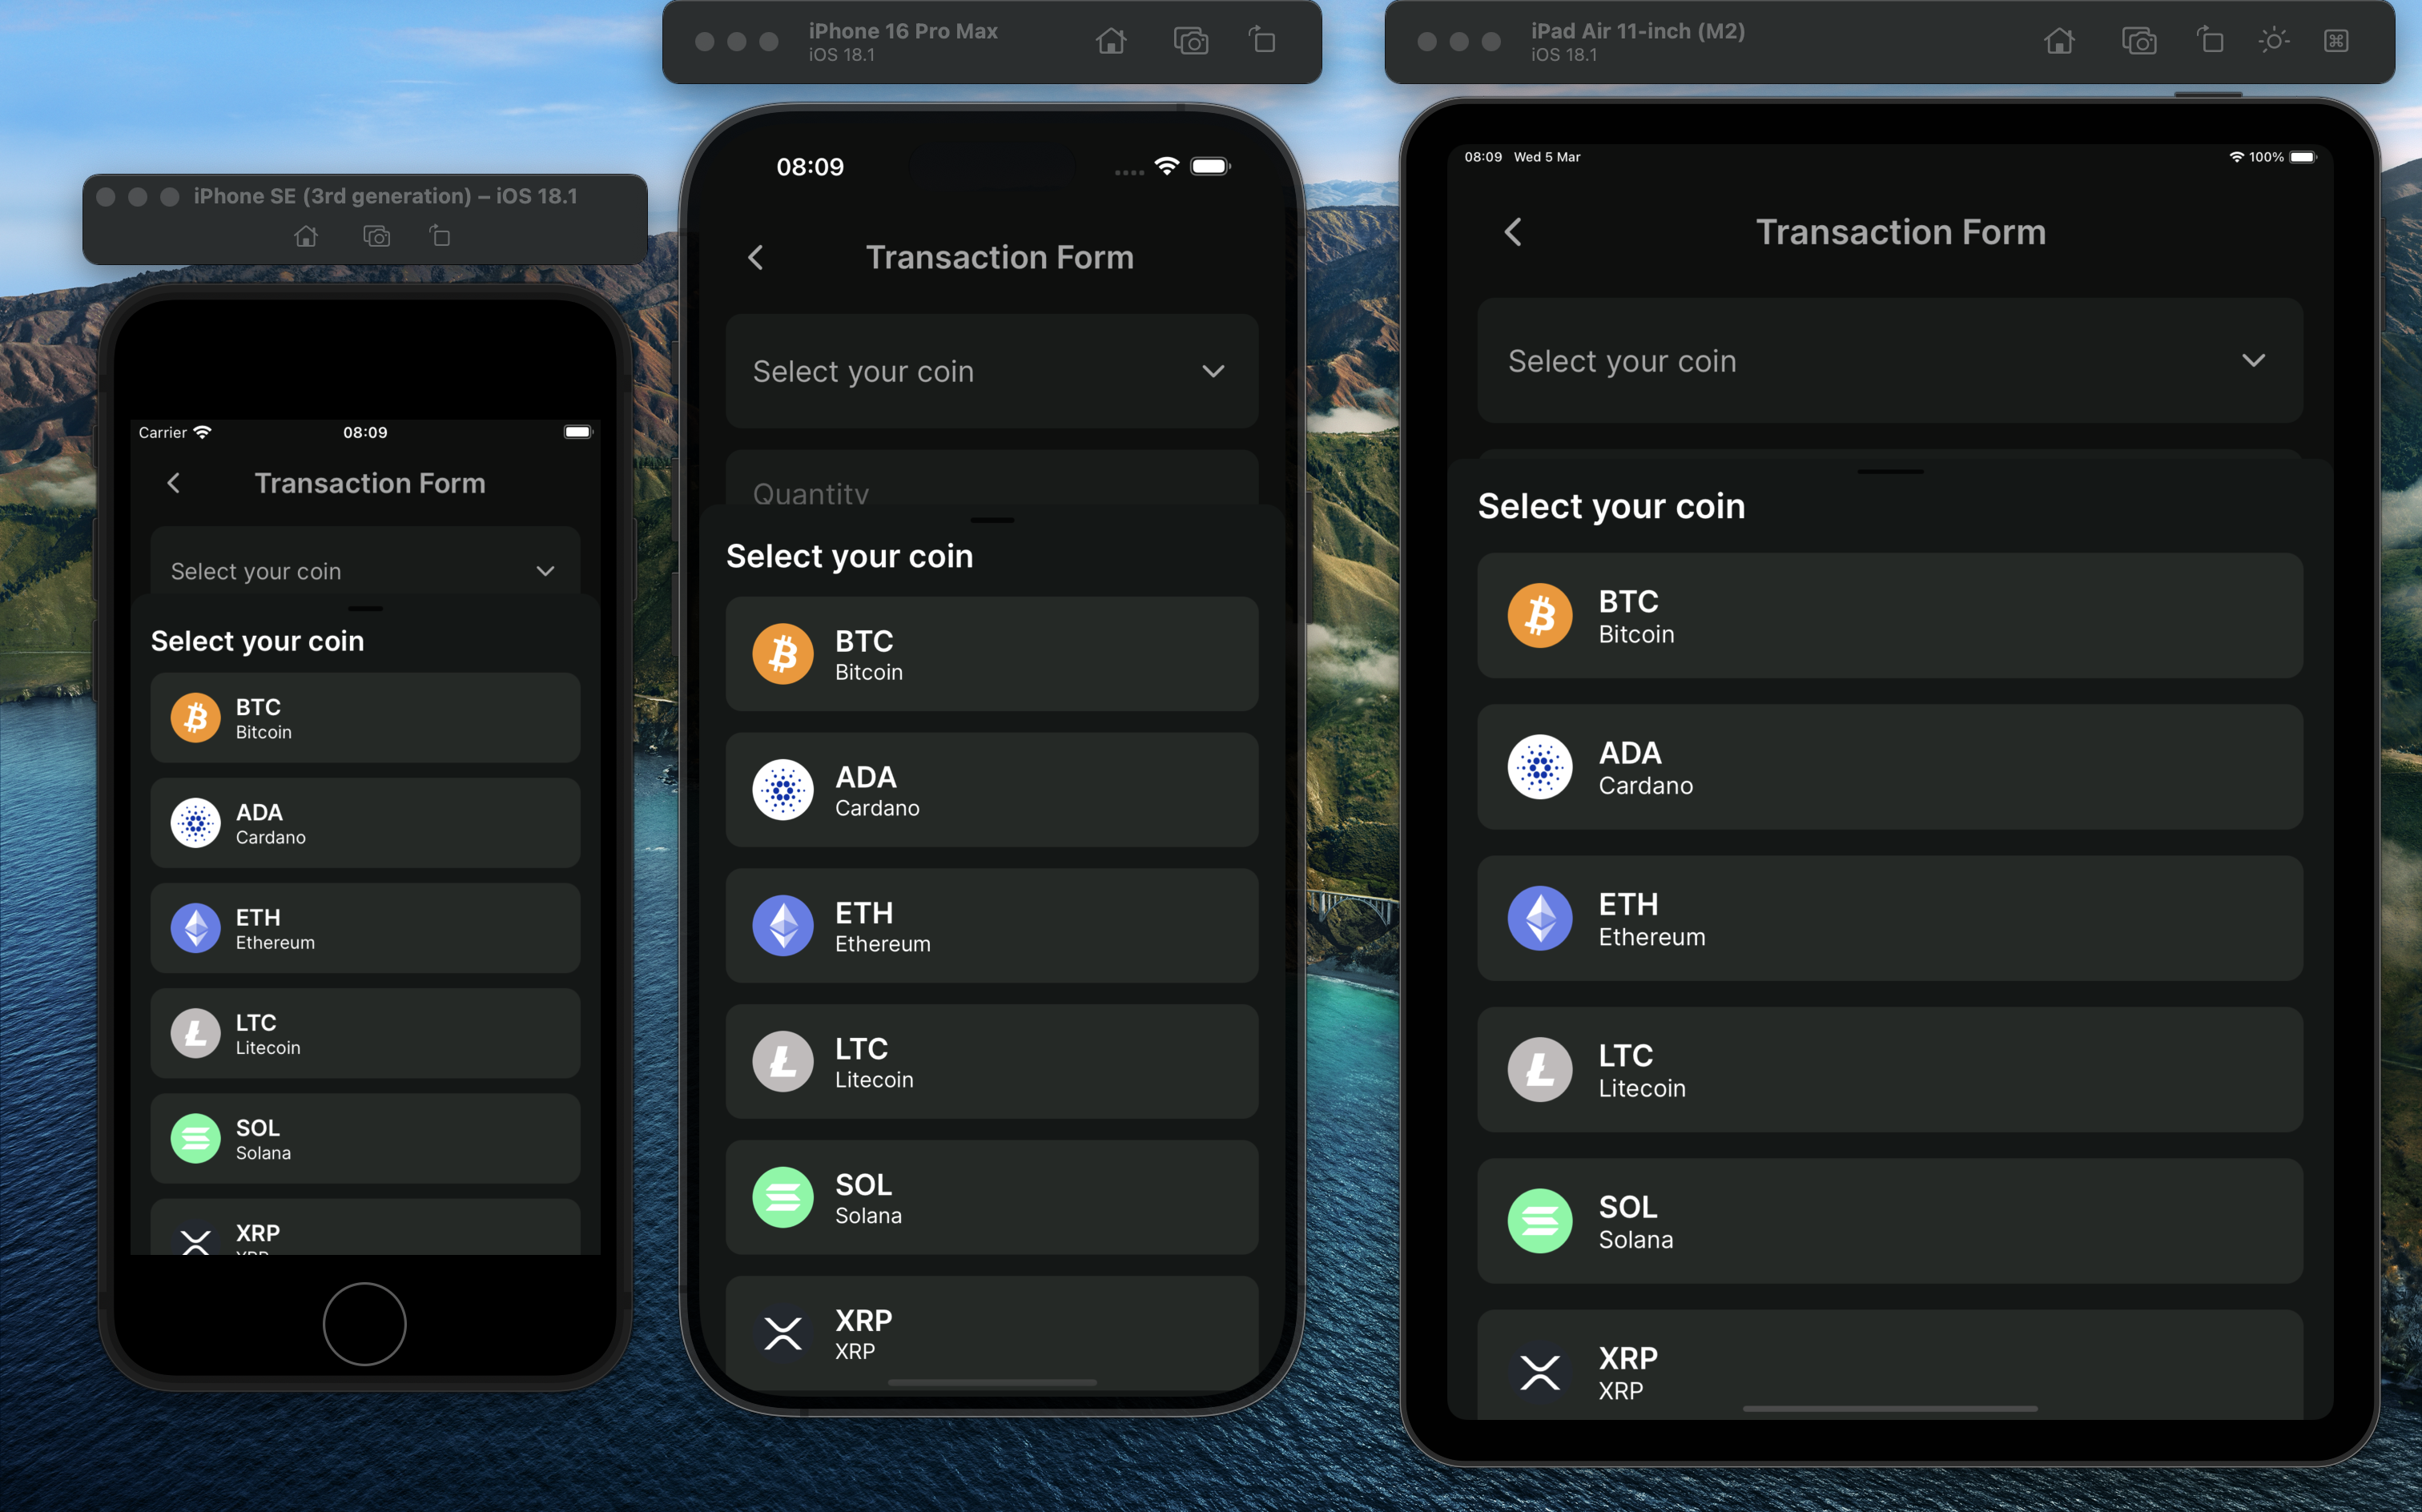 iPhone SE (3rd generation) – iOS 18.1
Carrier
08:09
Transaction Form
Select your coin
Select your coin
BTC
Bitcoin
ADA
Cardano
ETH
Ethereum
LTC
Litecoin
SOL
Solana
XRP
XRP
iPhone 16 Pro Max
iOS 18.1
08:09
Transaction Form
Select your coin
Quantity
Select your coin
BTC
Bitcoin
ADA
Cardano
ETH
Ethereum
LTC
Litecoin
SOL
Solana
XRP
XRP
iPad Air 11-inch (M2)
iOS 18.1
08:09 Wed 5 Mar
100%
Transaction Form
Select your coin
Select your coin
BTC
Bitcoin
ADA
Cardano
ETH
Ethereum
LTC
Litecoin
SOL
Solana
XRP
XRP